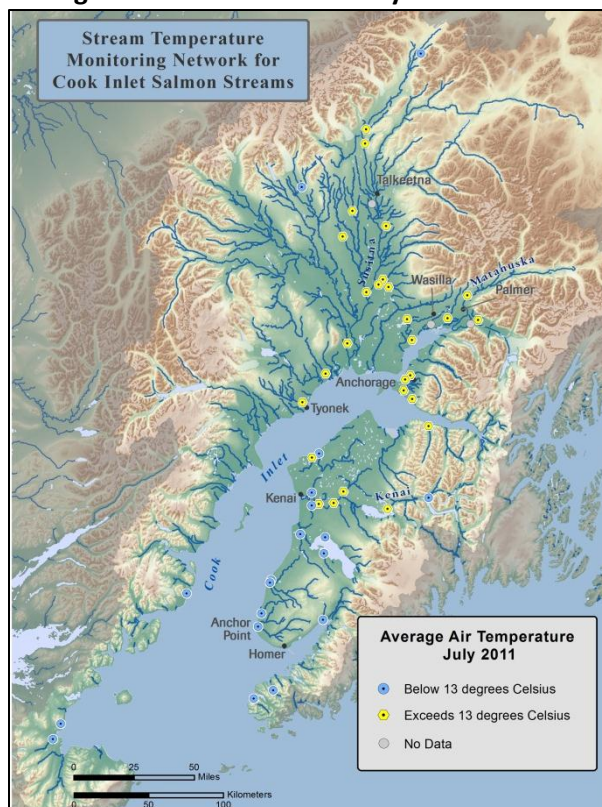 Stream Temperature
Monitoring Network for
Cook Inlet Salmon Streams
Talkeetna
Susitna
Matanuska
Wasilla
Palmer
Anchorage
Tyonek
Cook Inlet
Kenai
Kenai
Anchor
Point
Homer
Average Air Temperature
July 2011
Below 13 degrees Celsius
Exceeds 13 degrees Celsius
No Data
0 25 50
Miles
Kilometers
0 50 100